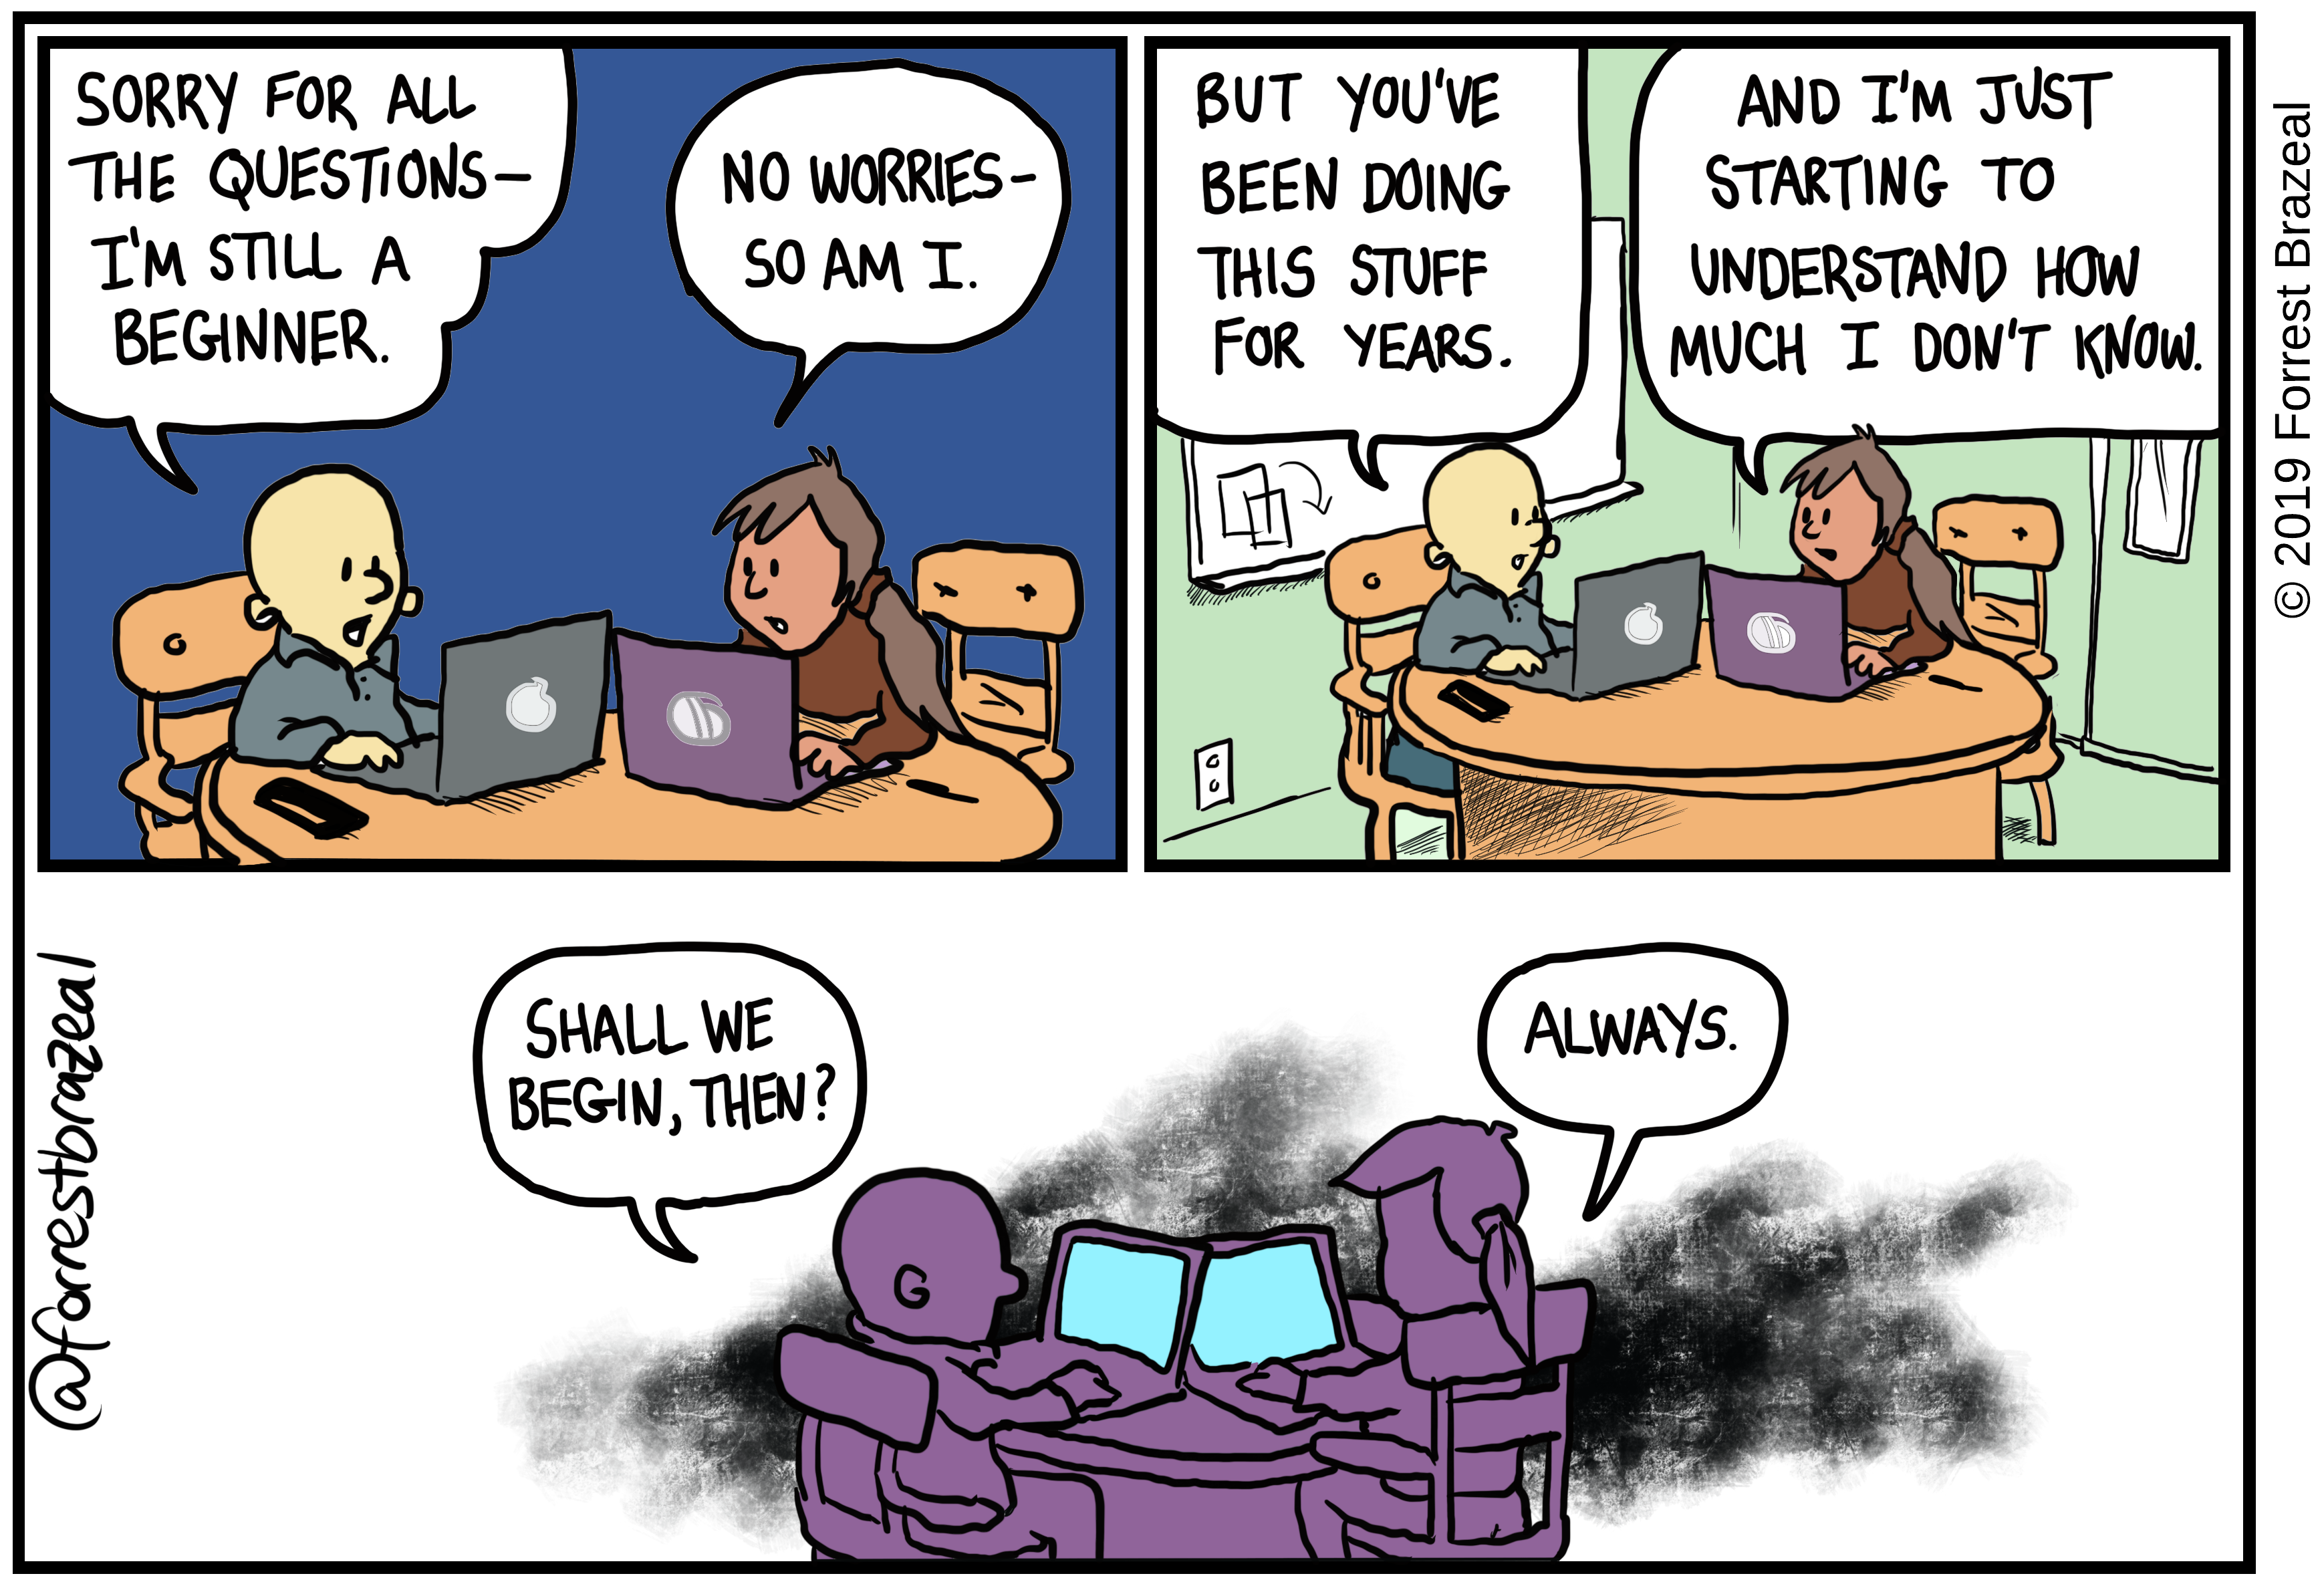 SORRY FOR ALL
THE QUESTIONS—
I'M STILL A
BEGINNER.
NO WORRIES-
SO AM I.
BUT YOU'VE
BEEN DOING
THIS STUFF
FOR YEARS.
AND I'M JUST
STARTING TO
UNDERSTAND HOW
MUCH I DON'T KNOW.
SHALL WE
BEGIN, THEN?
ALWAYS.
@forrestbrazeal
© 2019 Forrest Brazeal